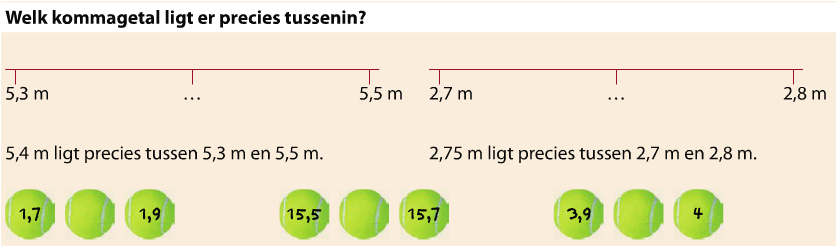 Welk kommagetal ligt er precies tussenin?
5,3 m ... 5,5 m 2,7 m ... 2,8 m
5,4 m ligt precies tussen 5,3 m en 5,5 m. 2,75 m ligt precies tussen 2,7 m en 2,8 m.
1,7 1,9 15,5 15,7 3,9 4